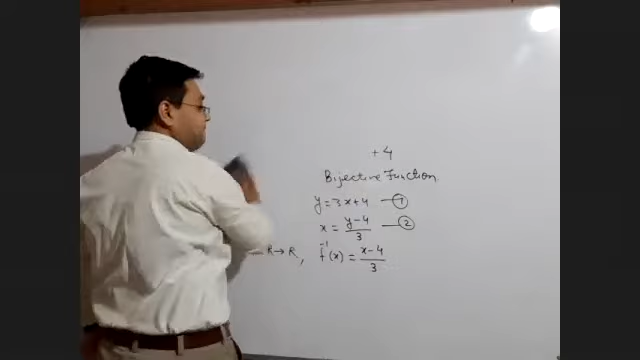 +4
Bijective Function
y = 3x+4 — ①
x = y-4/3 — ②
R → R, f⁻¹(x) = x-4/3